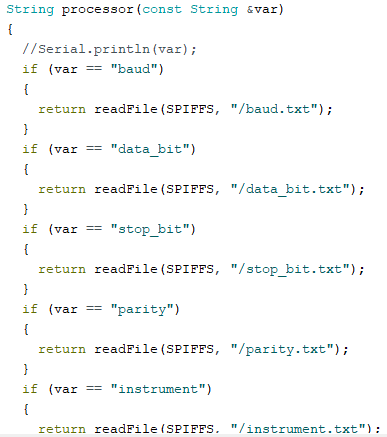 String processor(const String &var)
{
  //Serial.println(var);
  if (var == "baud")
  {
    return readFile(SPIFFS, "/baud.txt");
  }
  if (var == "data_bit")
  {
    return readFile(SPIFFS, "/data_bit.txt");
  }
  if (var == "stop_bit")
  {
    return readFile(SPIFFS, "/stop_bit.txt");
  }
  if (var == "parity")
  {
    return readFile(SPIFFS, "/parity.txt");
  }
  if (var == "instrument")
  {
    return readFile(SPIFFS, "/instrument.txt");